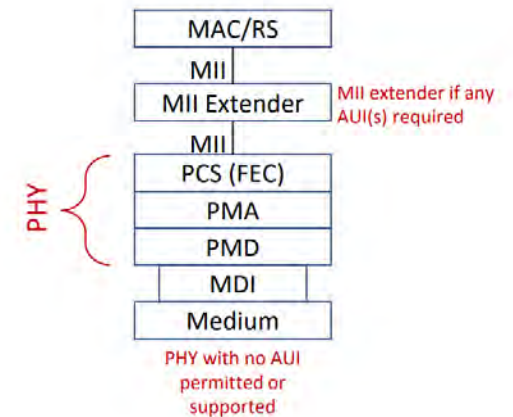 MAC/RS
MII
MII Extender
MII extender if any
AUI(s) required
MII
PCS (FEC)
PHY
PMA
PMD
MDI
Medium
PHY with no AUI
permitted or
supported